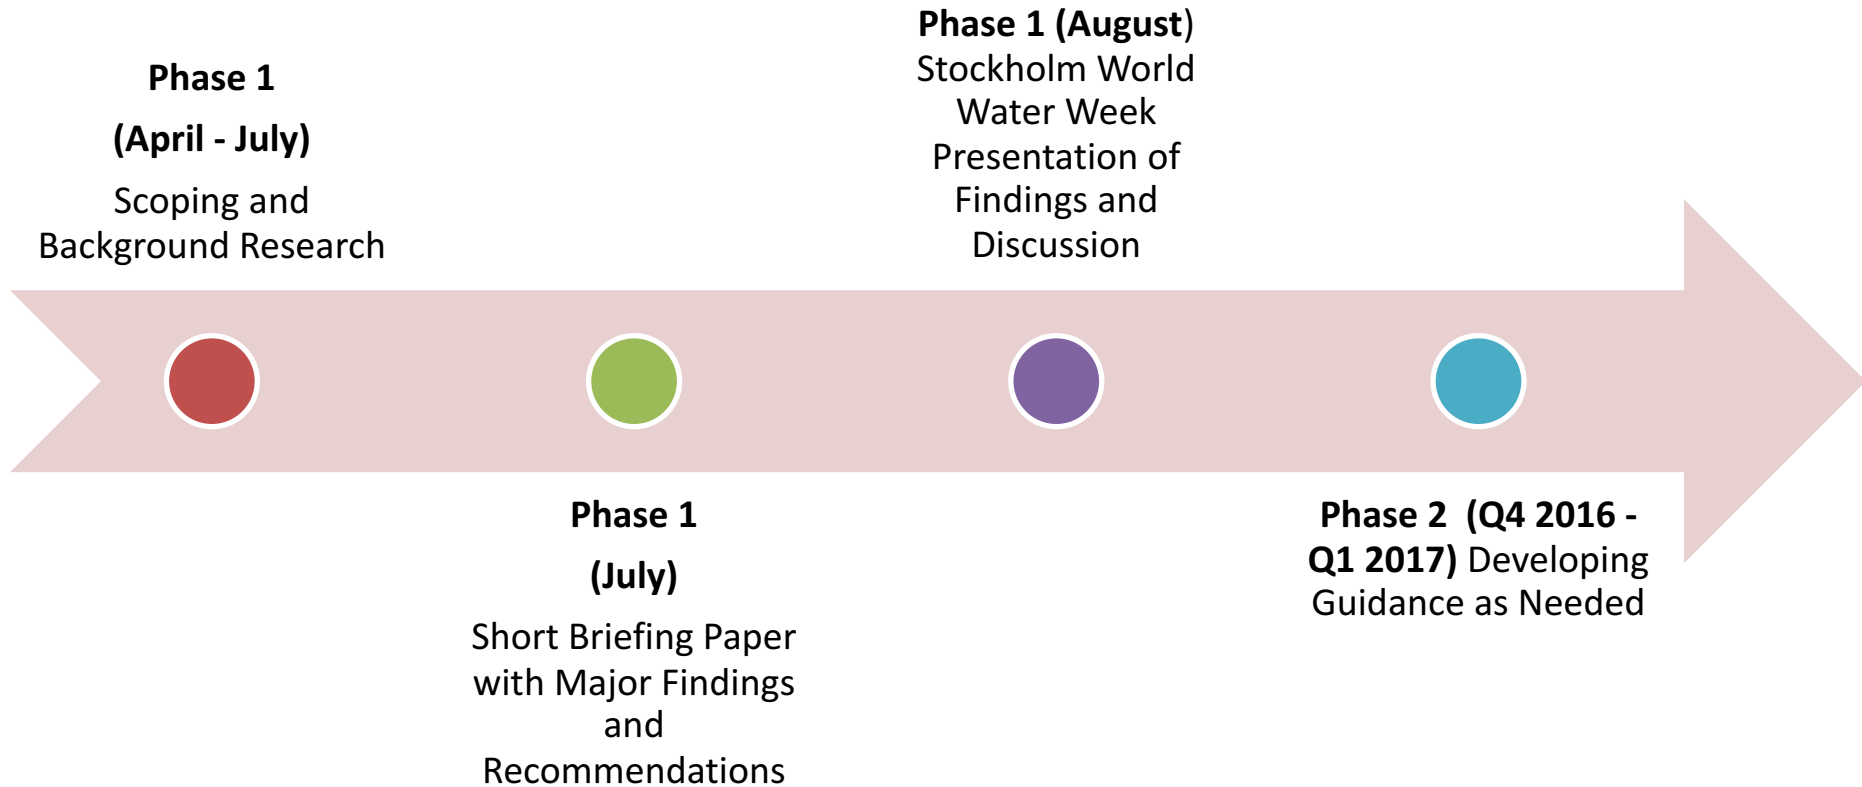 Phase 1
(April - July)
Scoping and
Background Research
Phase 1
(July)
Short Briefing Paper
with Major Findings
and
Recommendations
Phase 1 (August)
Stockholm World
Water Week
Presentation of
Findings and
Discussion
Phase 2  (Q4 2016 -
Q1 2017) Developing
Guidance as Needed